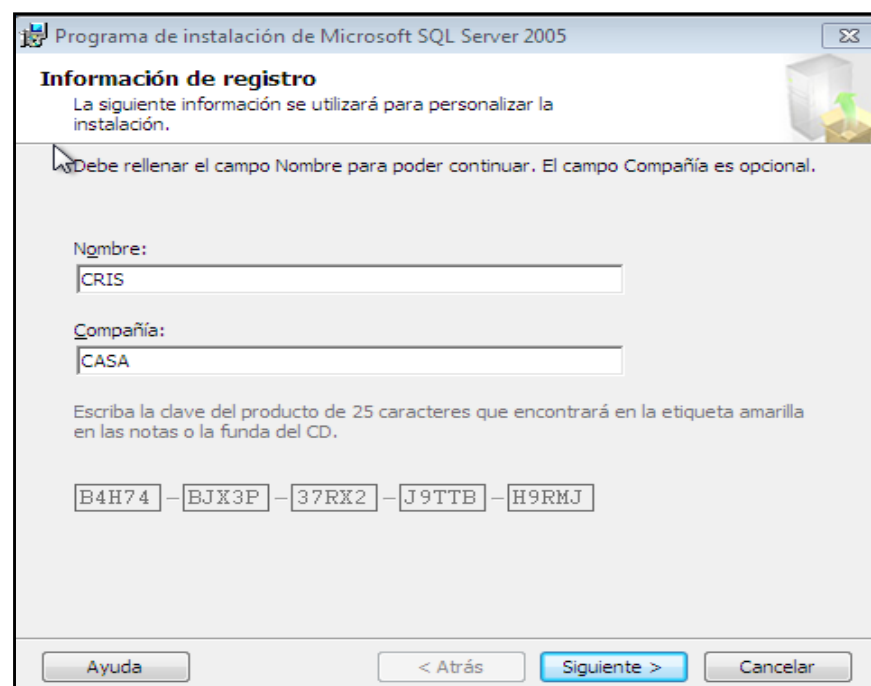 Programa de instalación de Microsoft SQL Server 2005
Información de registro
La siguiente información se utilizará para personalizar la
instalación.
Debe rellenar el campo Nombre para poder continuar. El campo Compañía es opcional.
Nombre:
CRIS
Compañía:
CASA
Escriba la clave del producto de 25 caracteres que encontrará en la etiqueta amarilla
en las notas o la funda del CD.
B4H74-BJX3P-37RX2-J9TTB-H9RMJ
Ayuda < Atrás Siguiente > Cancelar